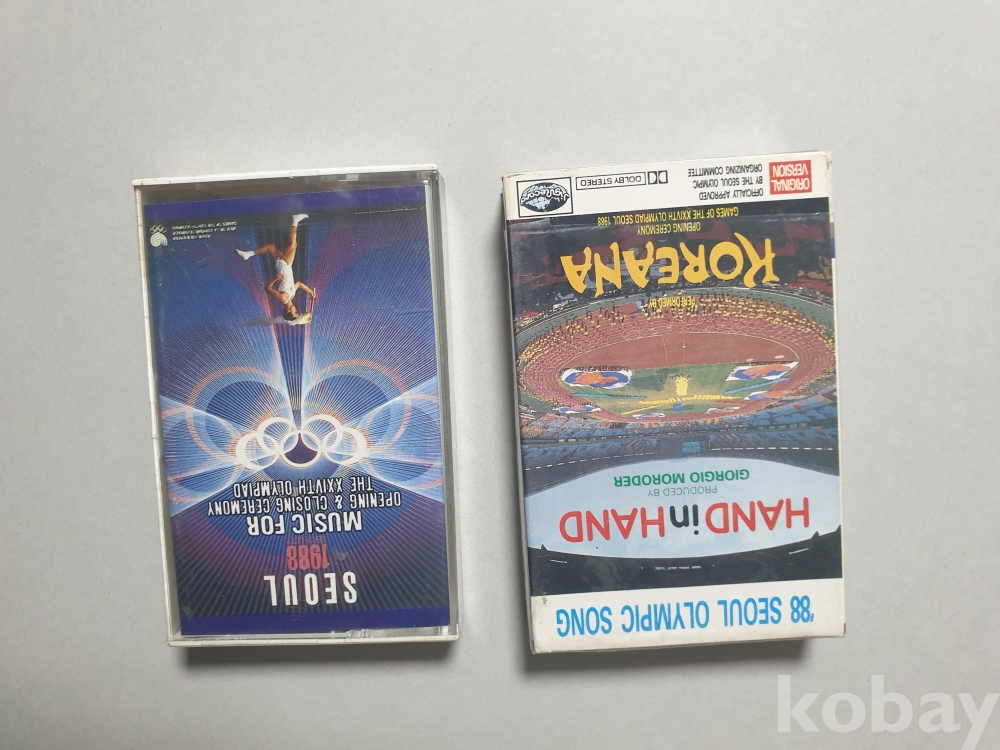 SEOUL
1988
MUSIC FOR
OPENING & CLOSING CEREMONY
THE XXIVTH OLYMPIAD
'88 SEOUL OLYMPIC SONG
HAND in HAND
PRODUCED BY
GIORGIO MORODER
PERFORMED BY
KOREANA
OPENING CEREMONY
GAMES OF THE XXIVTH OLYMPIAD SEOUL 1988
ORIGINAL
VERSION
OFFICIALLY APPROVED
BY THE SEOUL OLYMPIC
ORGANIZING COMMITTEE
DOLBY STEREO
kobay